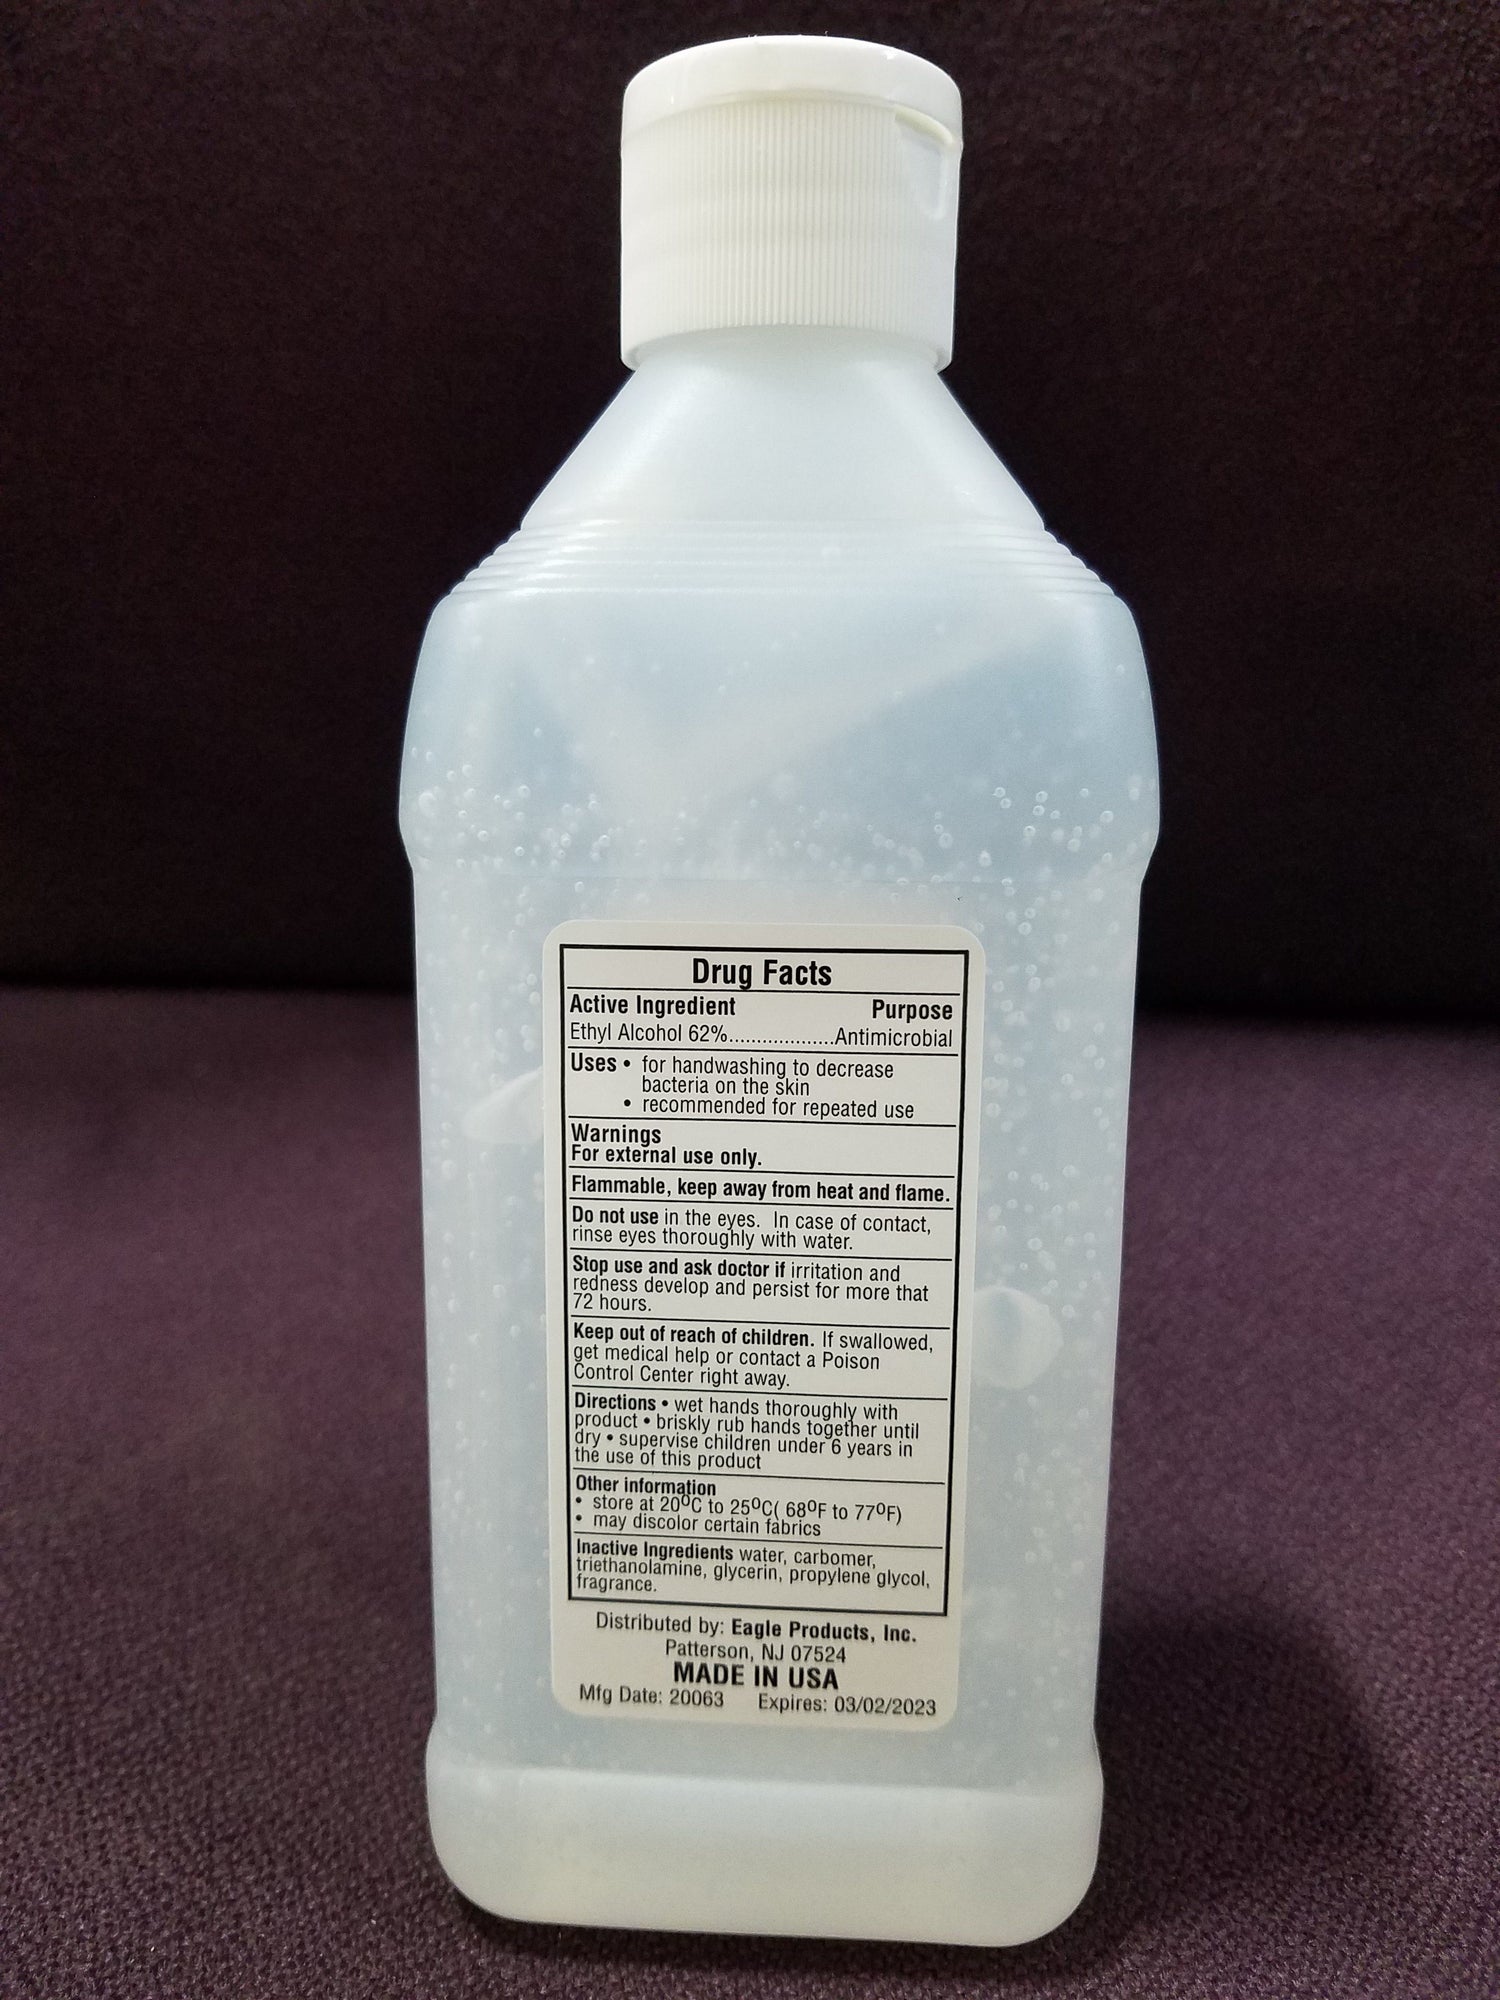 Drug Facts
Active Ingredient Purpose
Ethyl Alcohol 62%...................Antimicrobial
Uses • for handwashing to decrease
bacteria on the skin
• recommended for repeated use
Warnings
For external use only.
Flammable, keep away from heat and flame.
Do not use in the eyes. In case of contact,
rinse eyes thoroughly with water.
Stop use and ask doctor if irritation and
redness develop and persist for more that
72 hours.
Keep out of reach of children. If swallowed,
get medical help or contact a Poison
Control Center right away.
Directions • wet hands thoroughly with
product • briskly rub hands together until
dry • supervise children under 6 years in
the use of this product
Other information
• store at 20ºC to 25ºC( 68ºF to 77ºF)
• may discolor certain fabrics
Inactive Ingredients water, carbomer,
triethanolamine, glycerin, propylene glycol,
fragrance.
Distributed by: Eagle Products, Inc.
Patterson, NJ 07524
MADE IN USA
Mfg Date: 20063 Expires: 03/02/2023